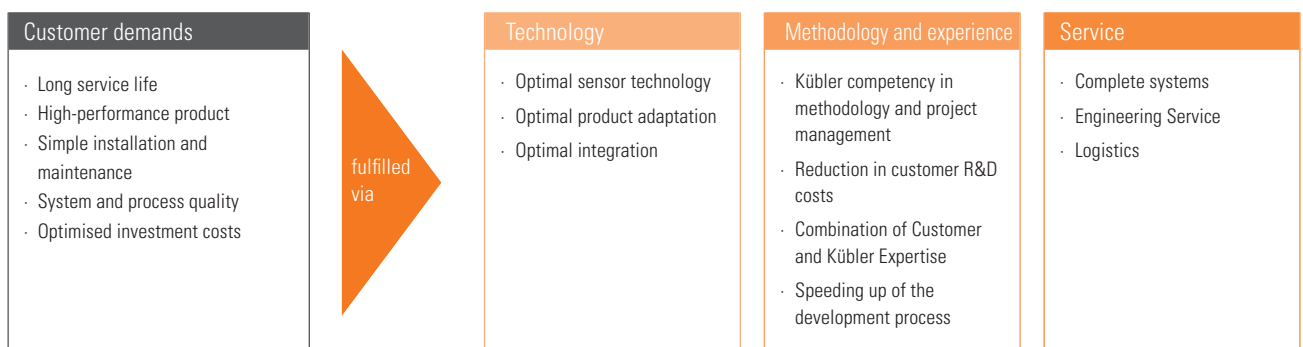 Customer demands
· Long service life
· High-performance product
· Simple installation and
maintenance
· System and process quality
· Optimised investment costs
fulfilled
via
Technology
· Optimal sensor technology
· Optimal product adaptation
· Optimal integration
Methodology and experience
· Kübler competency in
methodology and project
management
· Reduction in customer R&D
costs
· Combination of Customer
and Kübler Expertise
· Speeding up of the
development process
Service
· Complete systems
· Engineering Service
· Logistics